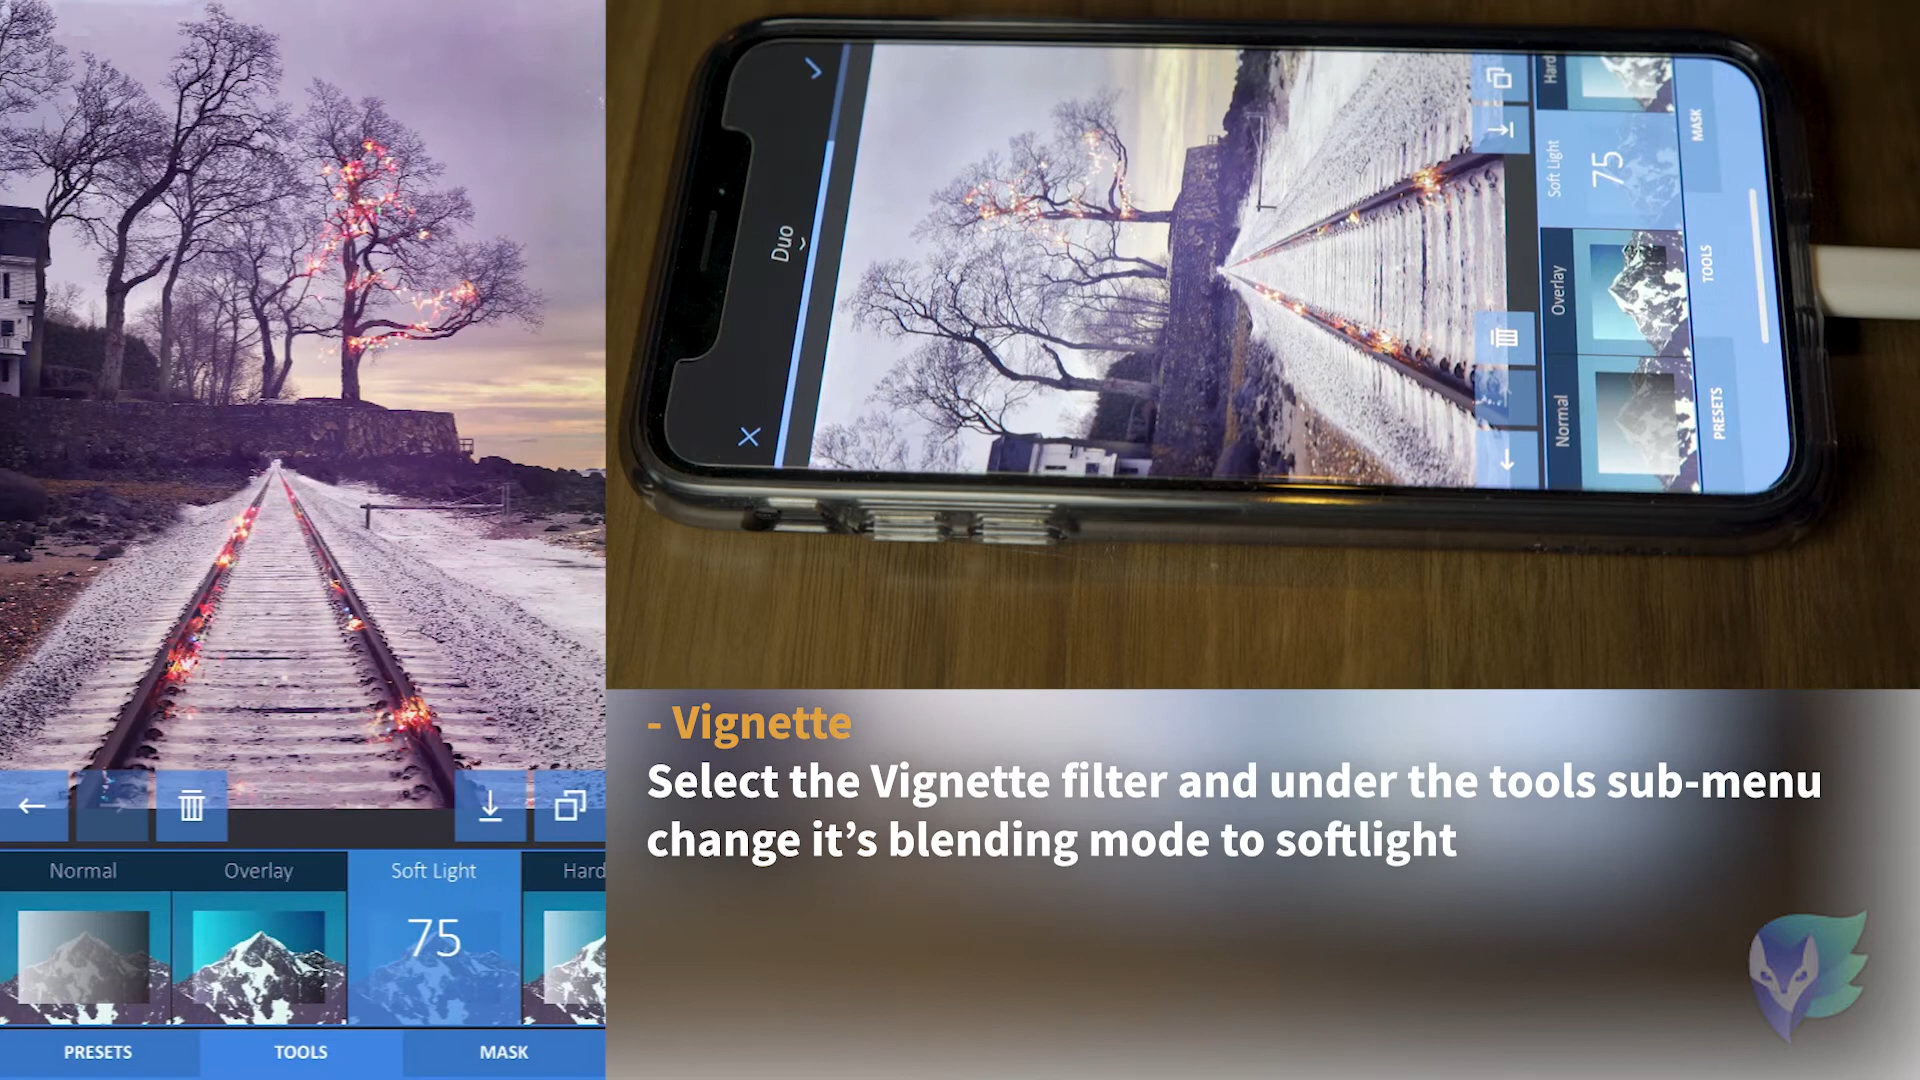 Normal
Overlay
Soft Light
Hard
75
PRESETS
TOOLS
MASK
Duo
Hard
Soft Light
75
Overlay
Normal
MASK
TOOLS
PRESETS
- Vignette
Select the Vignette filter and under the tools sub-menu
change it’s blending mode to softlight